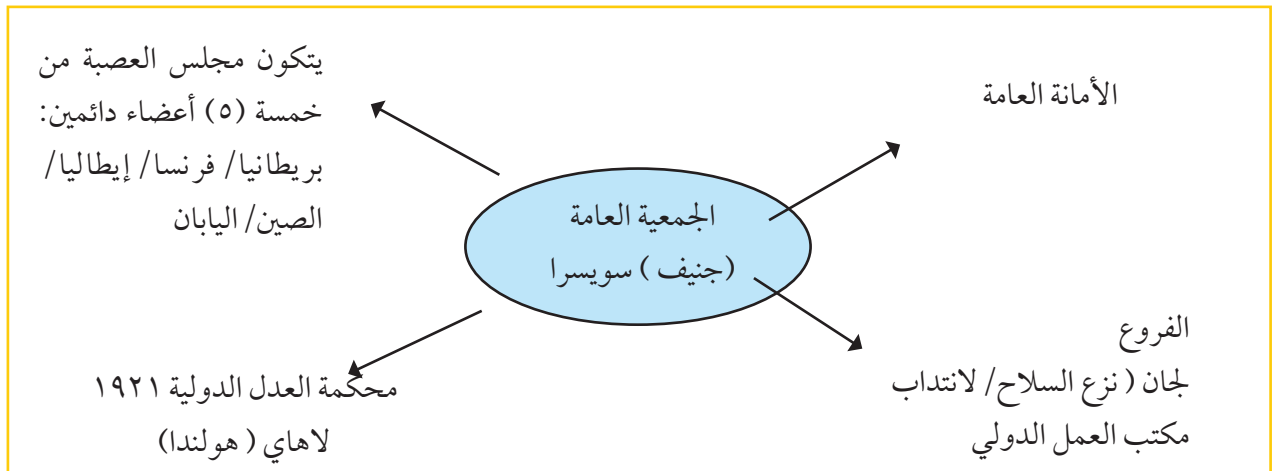 الأمانة العامة
يتكون مجلس العصبة من
خمسة (٥) أعضاء دائمين:
بريطانيا/ فرنسا/ إيطاليا/
الصين/ اليابان
الجمعية العامة
(جنيف ) سويسرا
الفروع
لجان ( نزع السلاح/ لانتداب
مكتب العمل الدولي
محكمة العدل الدولية ١٩٢١
لاهاي ( هولندا)